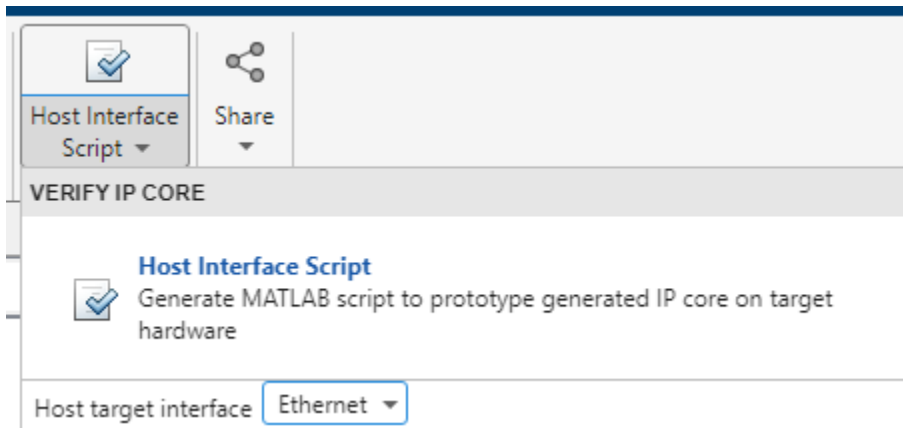 Host Interface
Script
Share
VERIFY IP CORE
Host Interface Script
Generate MATLAB script to prototype generated IP core on target
hardware
Host target interface Ethernet